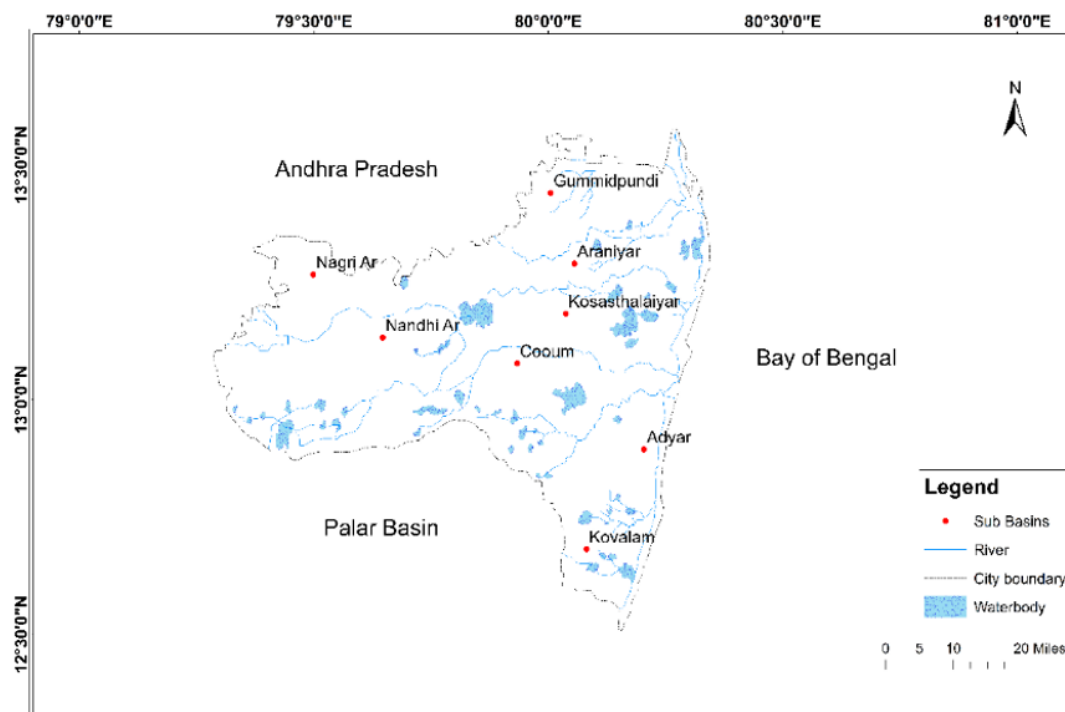 79°0'0"E
79°30'0"E
80°0'0"E
80°30'0"E
81°0'0"E
N
13°30'0"N
Andhra Pradesh
Gummidpundi
Araniyar
Nagri Ar
Kosasthalaiyar
Nandhi Ar
Cooum
Bay of Bengal
13°0'0"N
Adyar
Palar Basin
Kovalam
12°30'0"N
Legend
Sub Basins
River
City boundary
Waterbody
0 5 10 20 Miles